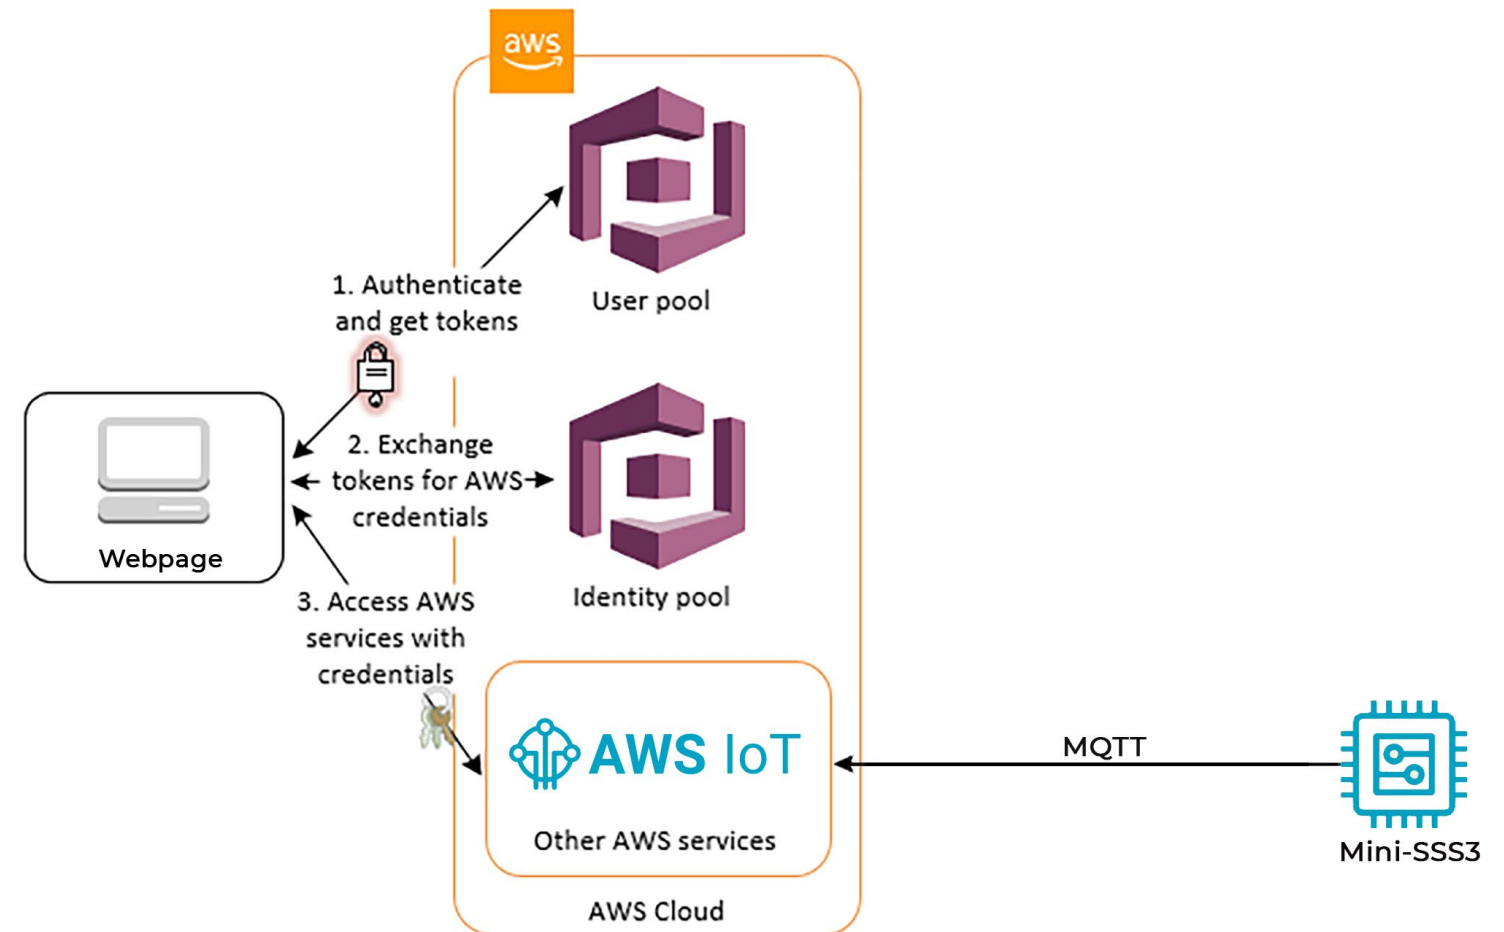 aws
1. Authenticate
and get tokens
User pool
2. Exchange
tokens for AWS
credentials
Webpage
Identity pool
3. Access AWS
services with
credentials
AWS IoT
Other AWS services
AWS Cloud
MQTT
Mini-SSS3